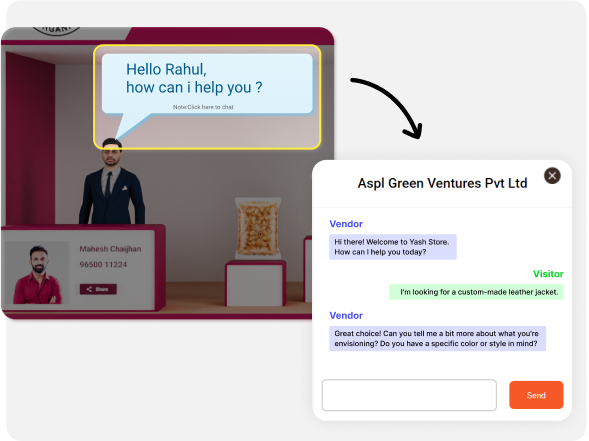 Hello Rahul,
how can i help you ?
Note:Click here to chat
Mahesh Chaijhan
96500 11224
Share
Aspl Green Ventures Pvt Ltd
Vendor
Hi there! Welcome to Yash Store.
How can I help you today?
Visitor
I'm looking for a custom-made leather jacket.
Vendor
Great choice! Can you tell me a bit more about what you're
envisioning? Do you have a specific color or style in mind?
Send